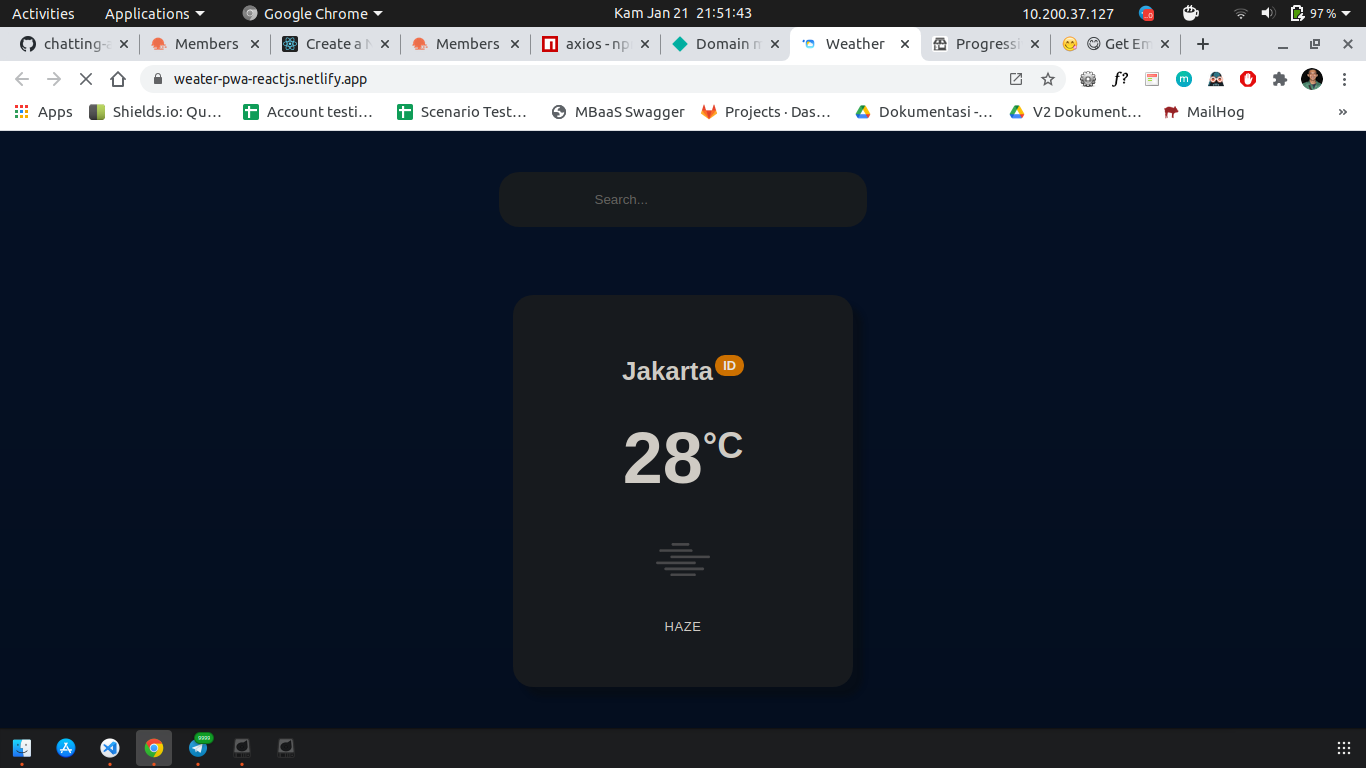 Activities Applications Google Chrome Kam Jan 21 21:51:43 10.200.37.127 97 %
chatting-a Members Create a N Members axios - np Domain m Weather Progressi Get Em
weater-pwa-reactjs.netlify.app f? m
Apps Shields.io: Qu... Account testi... Scenario Test... MBaaS Swagger Projects · Das... Dokumentasi -... V2 Dokument... MailHog »
Search...
Jakarta ID
28°C
HAZE
9999